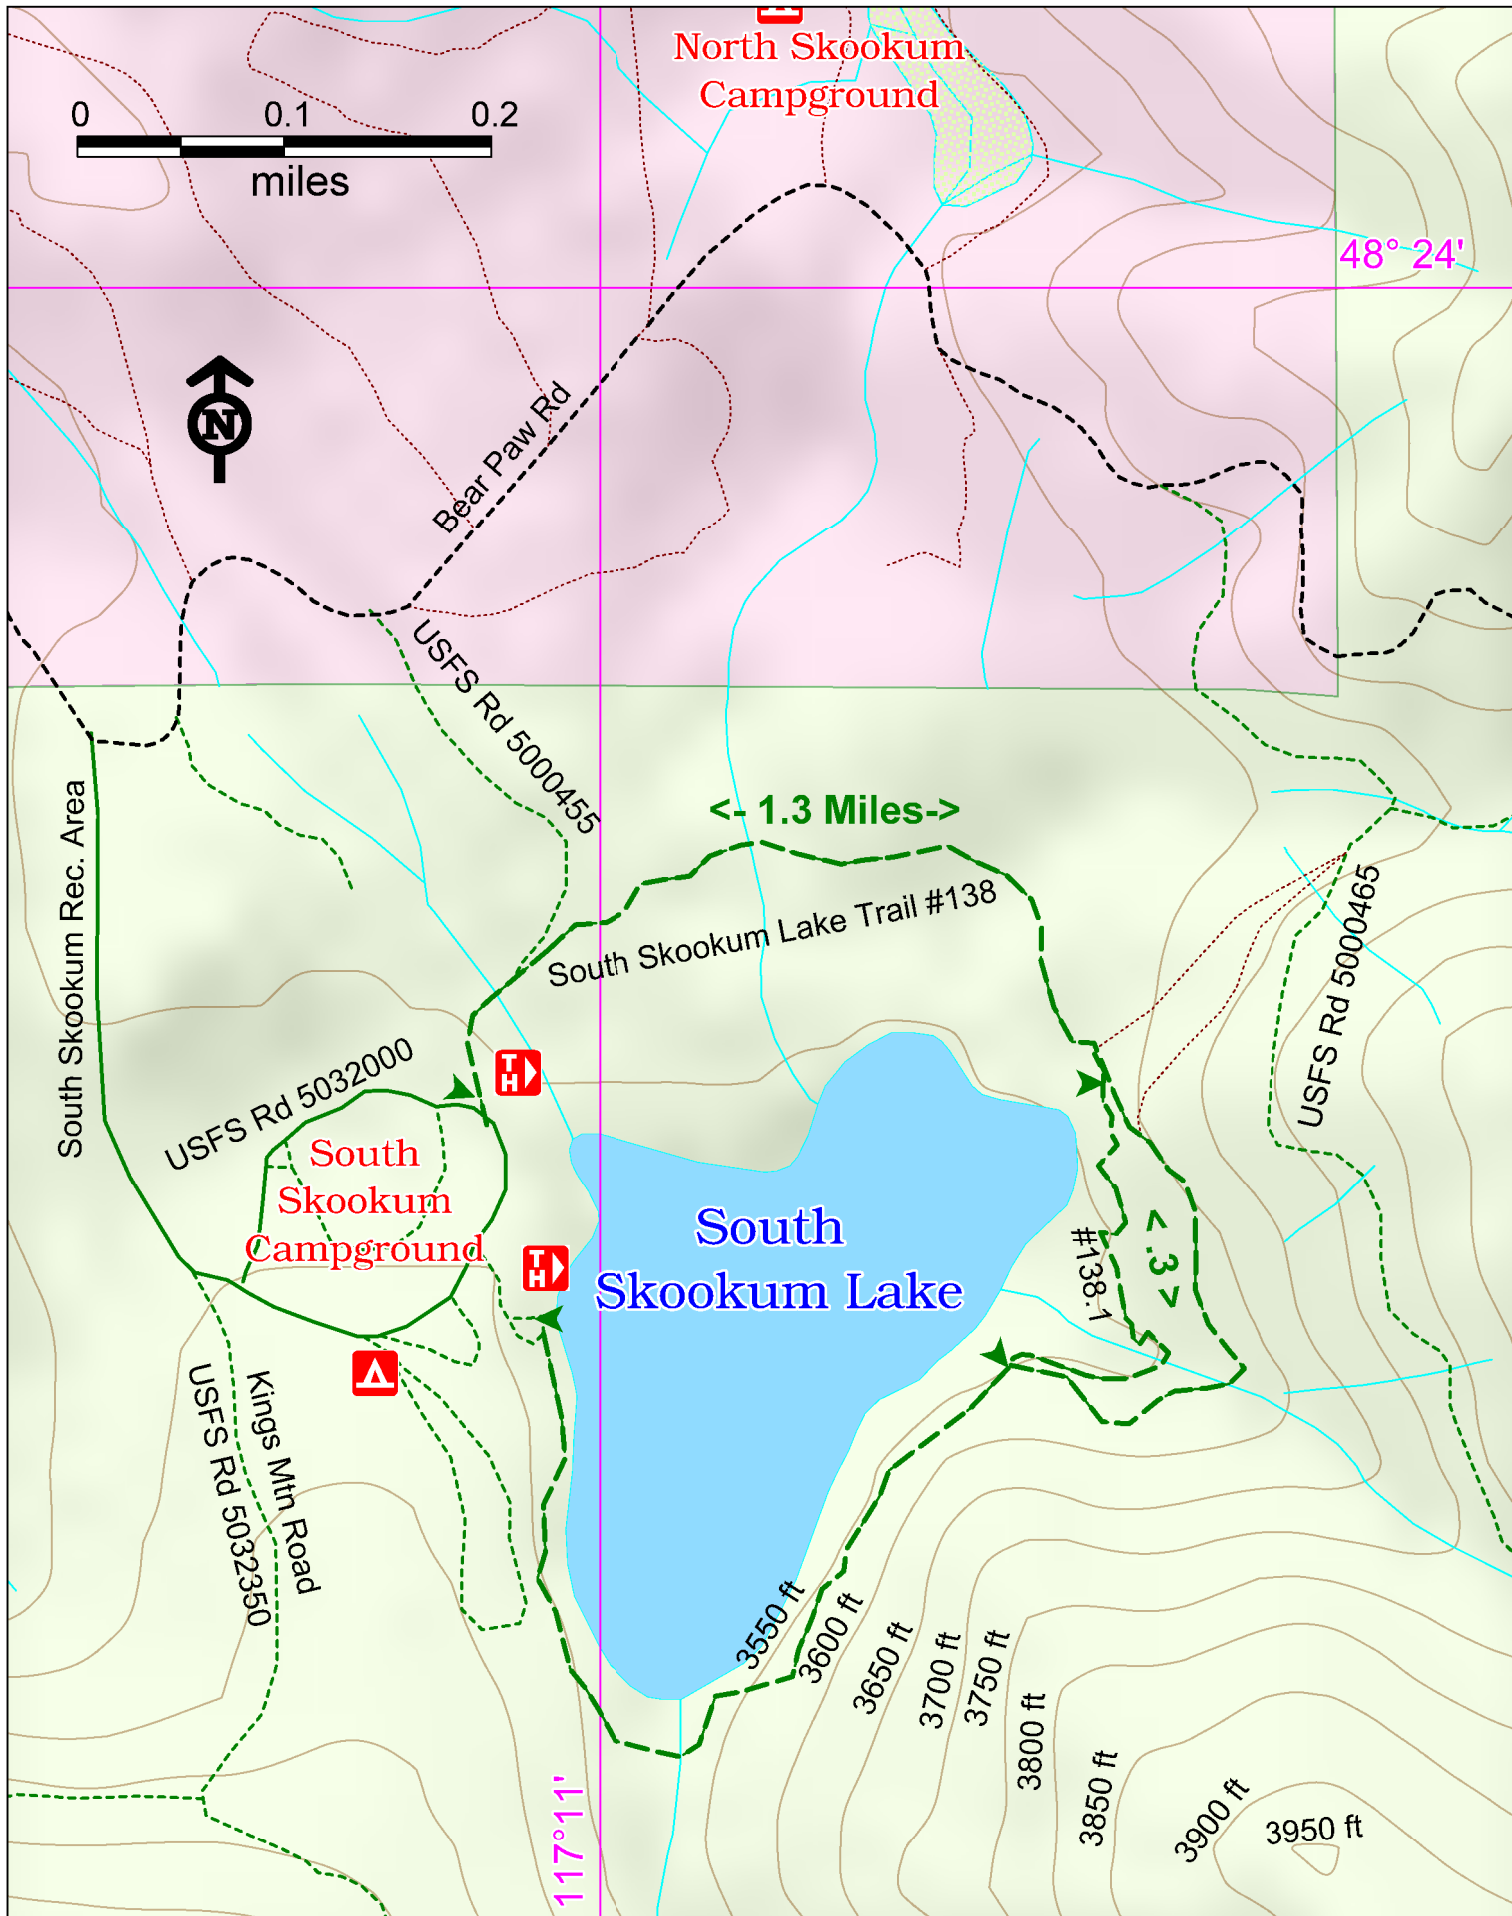 North Skookum
Campground
0 0.1 0.2
miles
48° 24'
N
Bear Paw Rd
USFS Rd 5000455
South Skookum Rec. Area
<- 1.3 Miles->
South Skookum Lake Trail #138
USFS Rd 5000465
USFS Rd 5032000
TH
South
Skookum
Campground
TH
South
Skookum Lake
#138.1
< .3 >
Kings Mtn Road
USFS Rd 5032350
3550 ft
3600 ft
3650 ft
3700 ft
3750 ft
3800 ft
3850 ft
3900 ft
3950 ft
117°11'